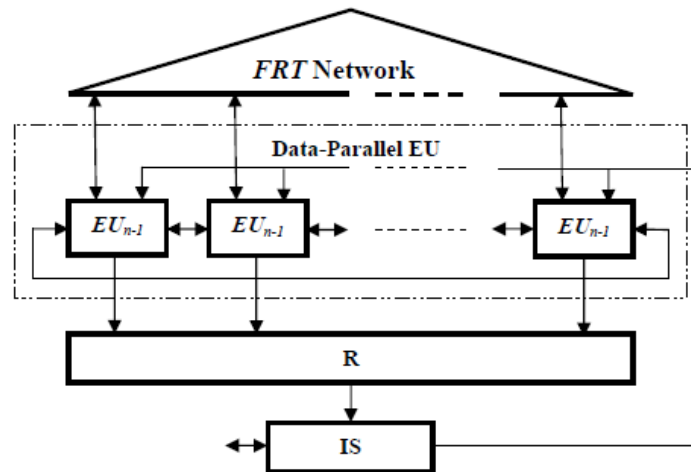 FRT Network
Data-Parallel EU
EUn-1 EUn-1 EUn-1
R
IS